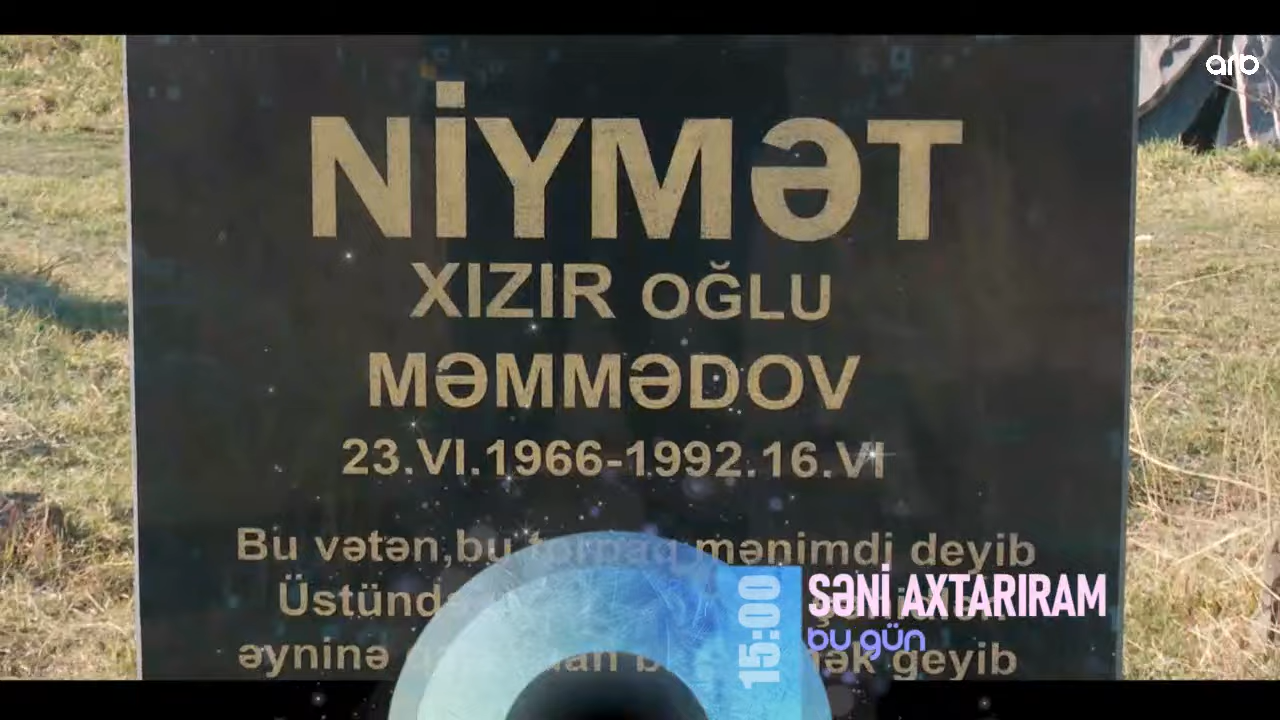 arb
NİYMƏT
XIZIR OĞLU
MƏMMƏDOV
23.VI.1966-1992.16.VI
Bu vətən,bu torpaq mənimdi deyib
Üstündə
əyninə geyib
15:00
SƏNİ AXTARIRAM
bu gün